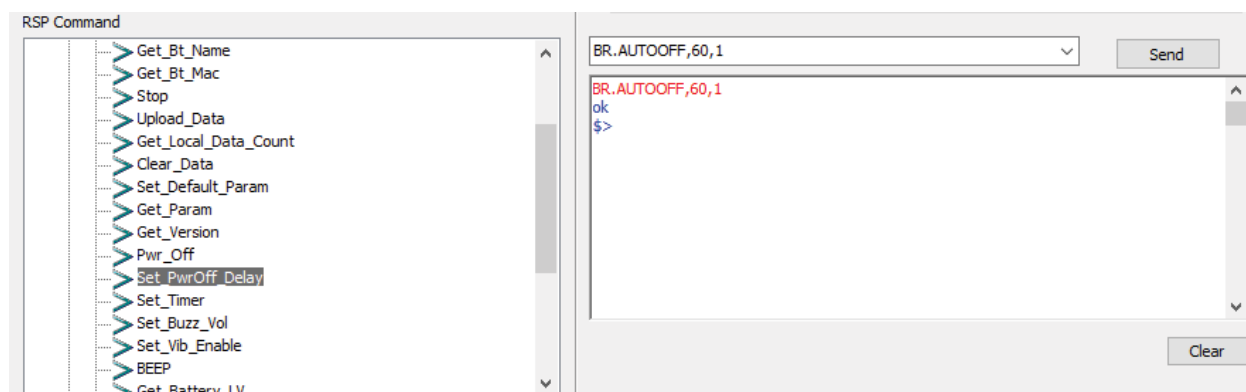 RSP Command
Get_Bt_Name
Get_Bt_Mac
Stop
Upload_Data
Get_Local_Data_Count
Clear_Data
Set_Default_Param
Get_Param
Get_Version
Pwr_Off
Set_PwrOff_Delay
Set_Timer
Set_Buzz_Vol
Set_Vib_Enable
BEEP
Get_Battery_LV
BR.AUTOOFF,60,1
Send
BR.AUTOOFF,60,1
ok
$>
Clear